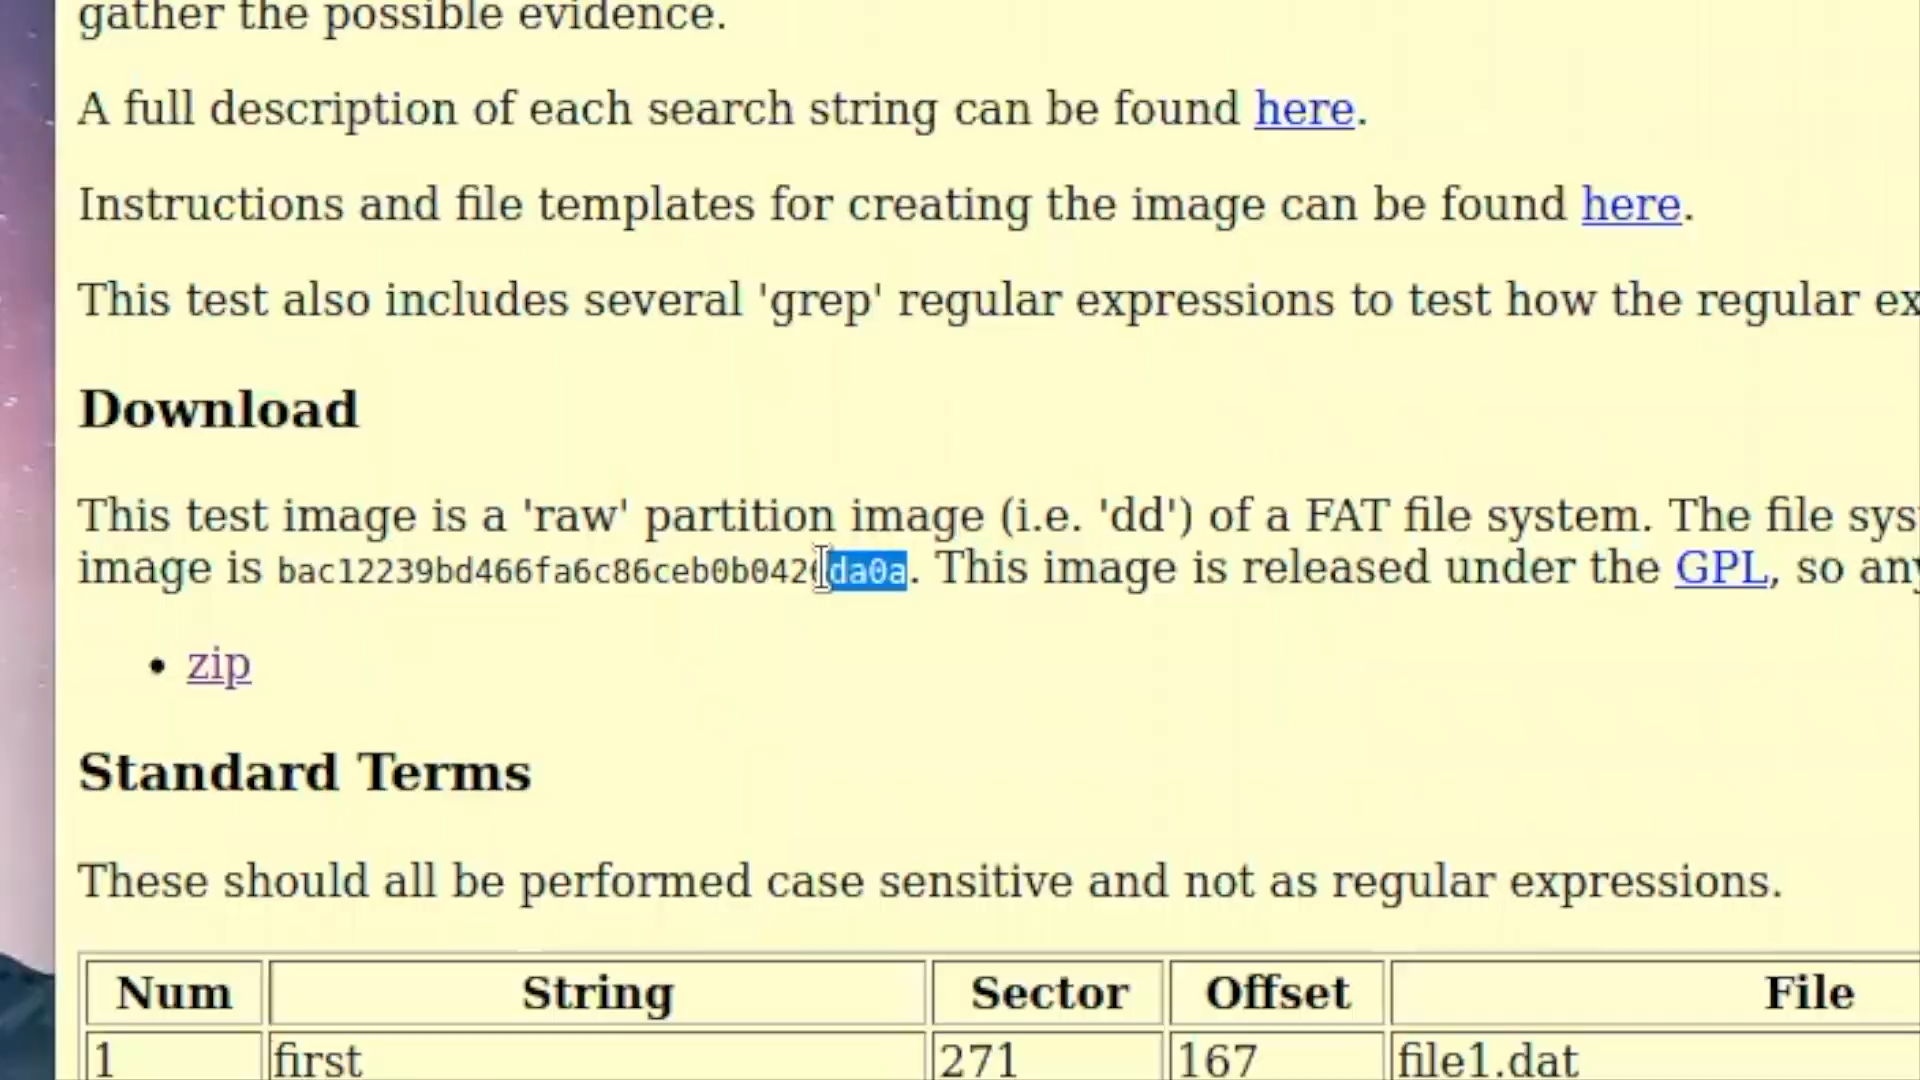 gather the possible evidence.
A full description of each search string can be found here.
Instructions and file templates for creating the image can be found here.
This test also includes several 'grep' regular expressions to test how the regular ex
Download
This test image is a 'raw' partition image (i.e. 'dd') of a FAT file system. The file sys
image is . This image is released under the GPL, so any
• zip
Standard Terms
These should all be performed case sensitive and not as regular expressions.
Num String Sector Offset File
1 first 271 167 file1.dat